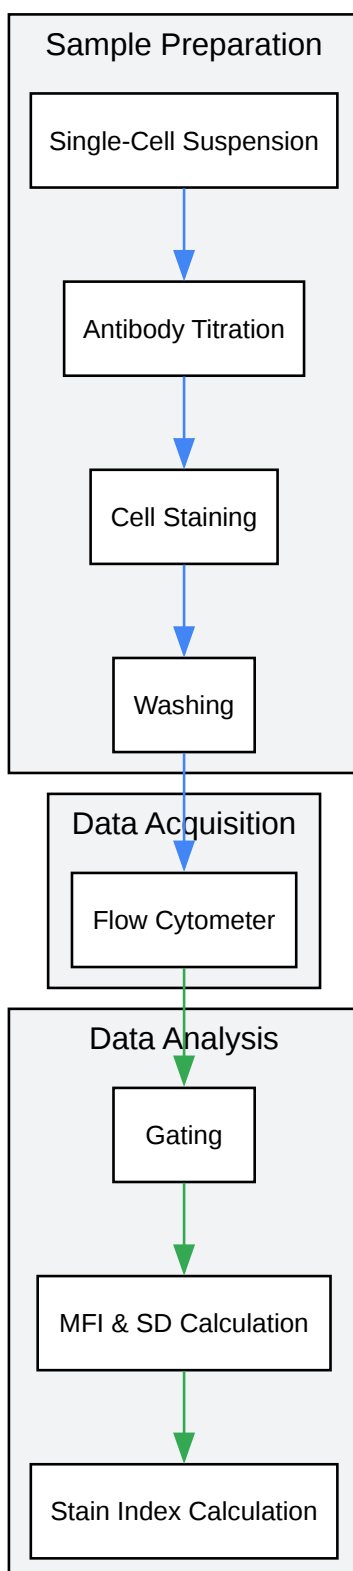 Sample Preparation
Single-Cell Suspension
Antibody Titration
Cell Staining
Washing
Data Acquisition
Flow Cytometer
Data Analysis
Gating
MFI & SD Calculation
Stain Index Calculation